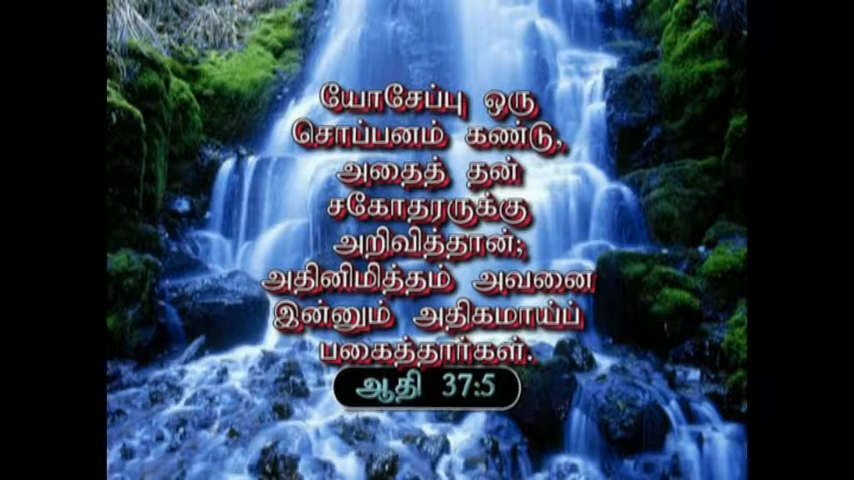 யோசேப்பு ஒரு
சொப்பனம் கண்டு,
அதைத் தன்
சகோதரருக்கு
அறிவித்தான்;
அதினிமித்தம் அவனை
இன்னும் அதிகமாய்ப்
பகைத்தார்கள்.
ஆதி 37:5